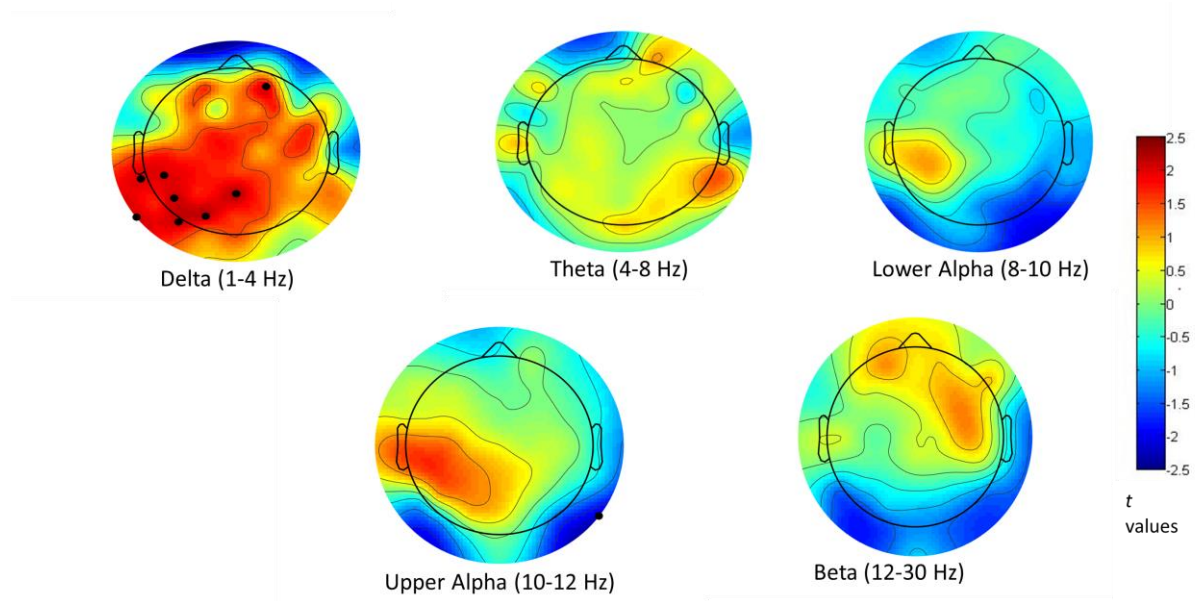 Delta (1-4 Hz)
Theta (4-8 Hz)
Lower Alpha (8-10 Hz)
2.5
2
1.5
1
0.5
0
-0.5
-1
-1.5
-2
-2.5
t
values
Upper Alpha (10-12 Hz)
Beta (12-30 Hz)